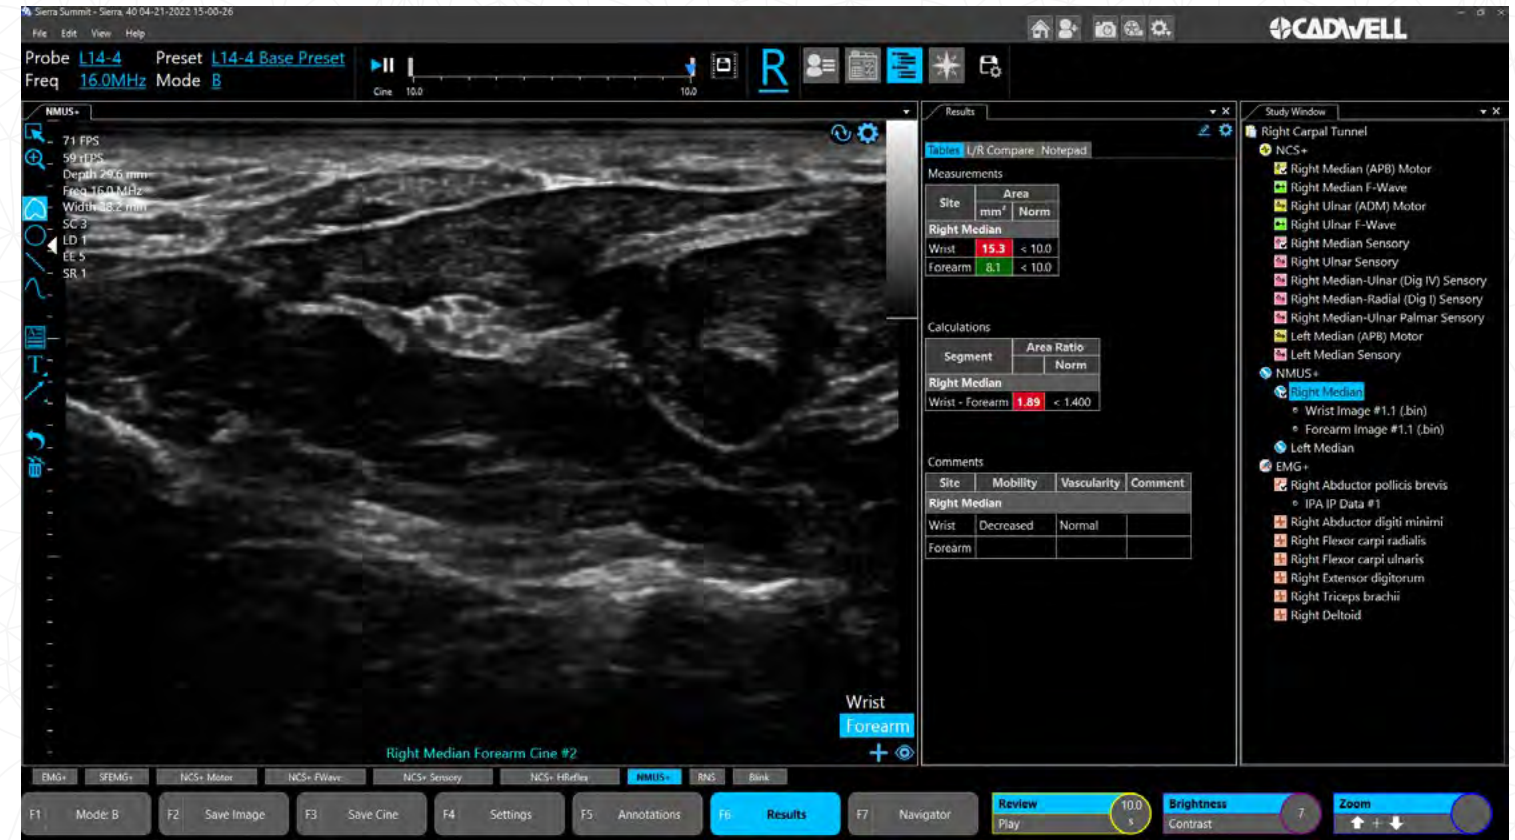 Sierra Summit - Sierra, 40 04-21-2022 15-00-26
File Edit View Help
CADWELL
Probe L14-4 Preset L14-4 Base Preset
Freq 16.0MHz Mode B
Cine 10.0 10.0
R
NMUS+
71 FPS
59 rFPS
Depth 29.6 mm
Freq 16.0 MHz
Width 38.2 mm
SC 3
LD 1
EE 5
SR 1
Wrist
Forearm
Right Median Forearm Cine #2
Results
Tables L/R Compare Notepad
Measurements
Site Area
mm² Norm
Right Median
Wrist 15.3 < 10.0
Forearm 8.1 < 10.0
Calculations
Segment Area Ratio
Norm
Right Median
Wrist - Forearm 1.89 < 1.400
Comments
Site Mobility Vascularity Comment
Right Median
Wrist Decreased Normal
Forearm
Study Window
Right Carpal Tunnel
NCS+
Right Median (APB) Motor
Right Median F-Wave
Right Ulnar (ADM) Motor
Right Ulnar F-Wave
Right Median Sensory
Right Ulnar Sensory
Right Median-Ulnar (Dig IV) Sensory
Right Median-Radial (Dig I) Sensory
Right Median-Ulnar Palmar Sensory
Left Median (APB) Motor
Left Median Sensory
NMUS+
Right Median
Wrist Image #1.1 (.bin)
Forearm Image #1.1 (.bin)
Left Median
EMG+
Right Abductor pollicis brevis
IPA IP Data #1
Right Abductor digiti minimi
Right Flexor carpi radialis
Right Flexor carpi ulnaris
Right Extensor digitorum
Right Triceps brachii
Right Deltoid
EMG+ SFEMG+ NCS+ Motor NCS+ FWave NCS+ Sensory NCS+ HReflex NMUS+ RNS Blink
F1 Mode: B F2 Save Image F3 Save Cine F4 Settings F5 Annotations F6 Results F7 Navigator
Review 10.0 s
Play
Brightness 7
Contrast
Zoom
+